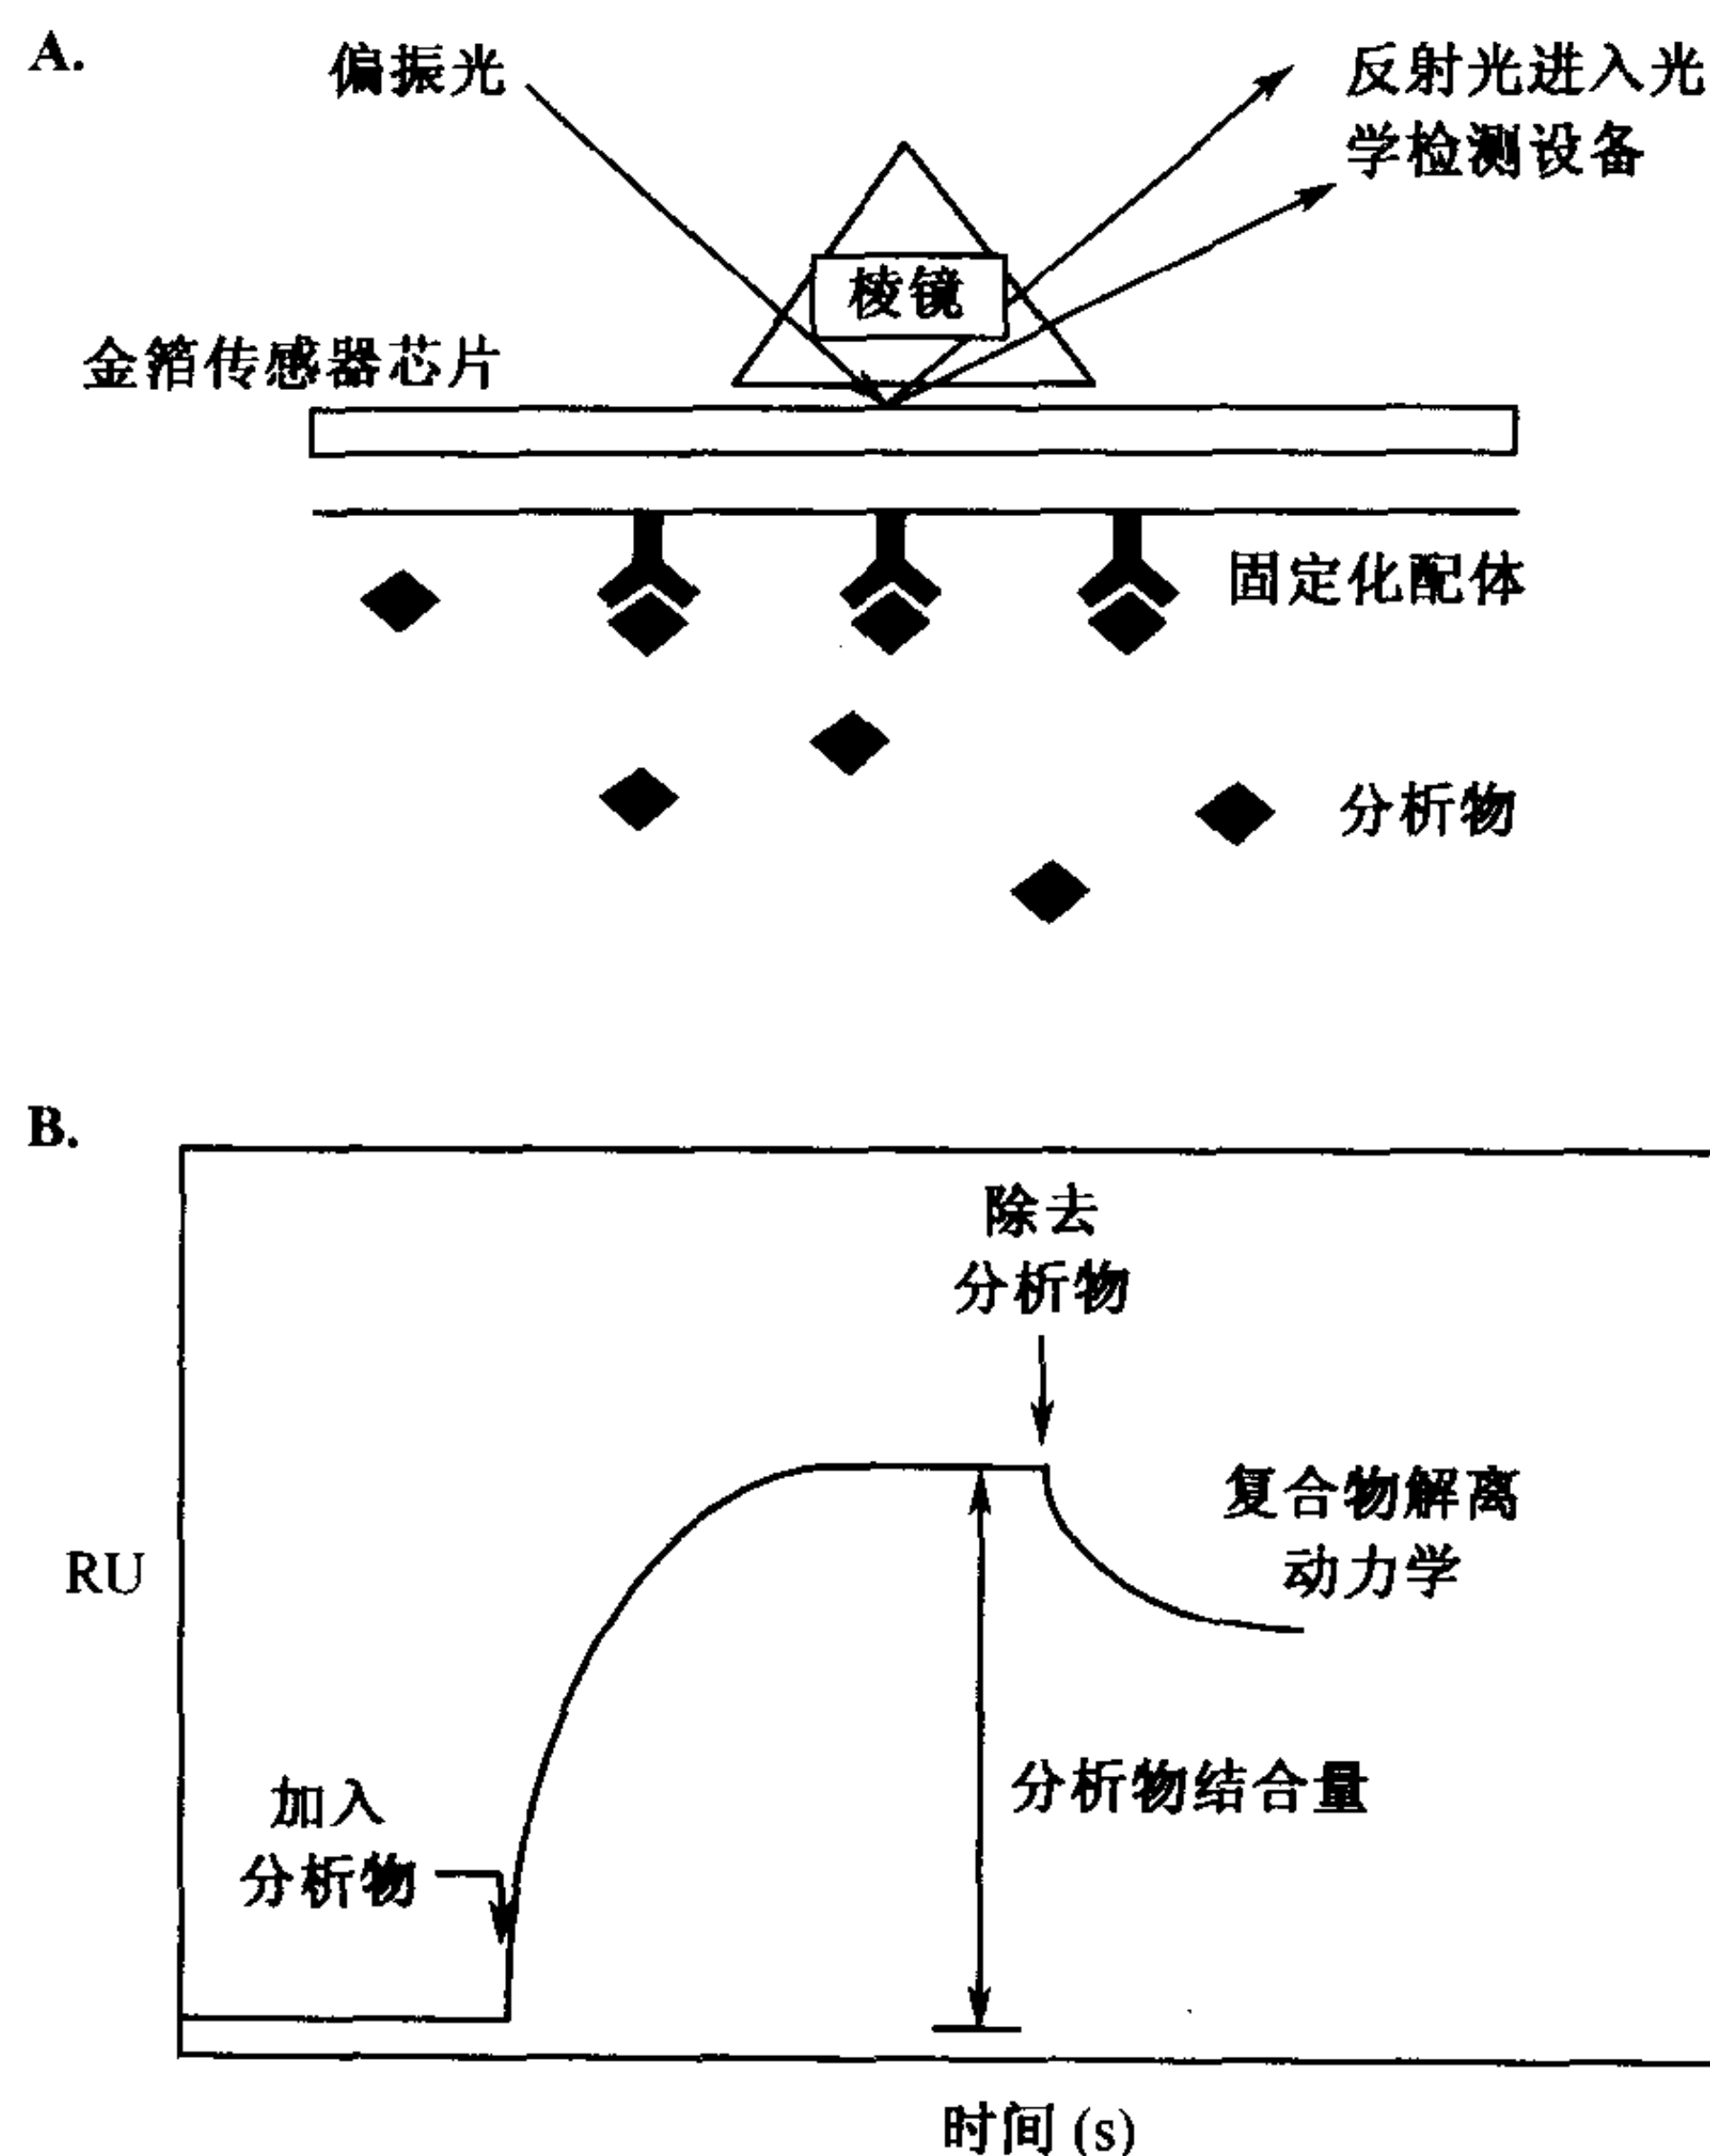 A.
偏振光
反射光进入光
学检测设备
棱镜
金箔传感器芯片
固定化配体
分析物
B.
除去
分析物
复合物解离
动力学
RU
分析物结合量
加入
分析物
时间 (s)